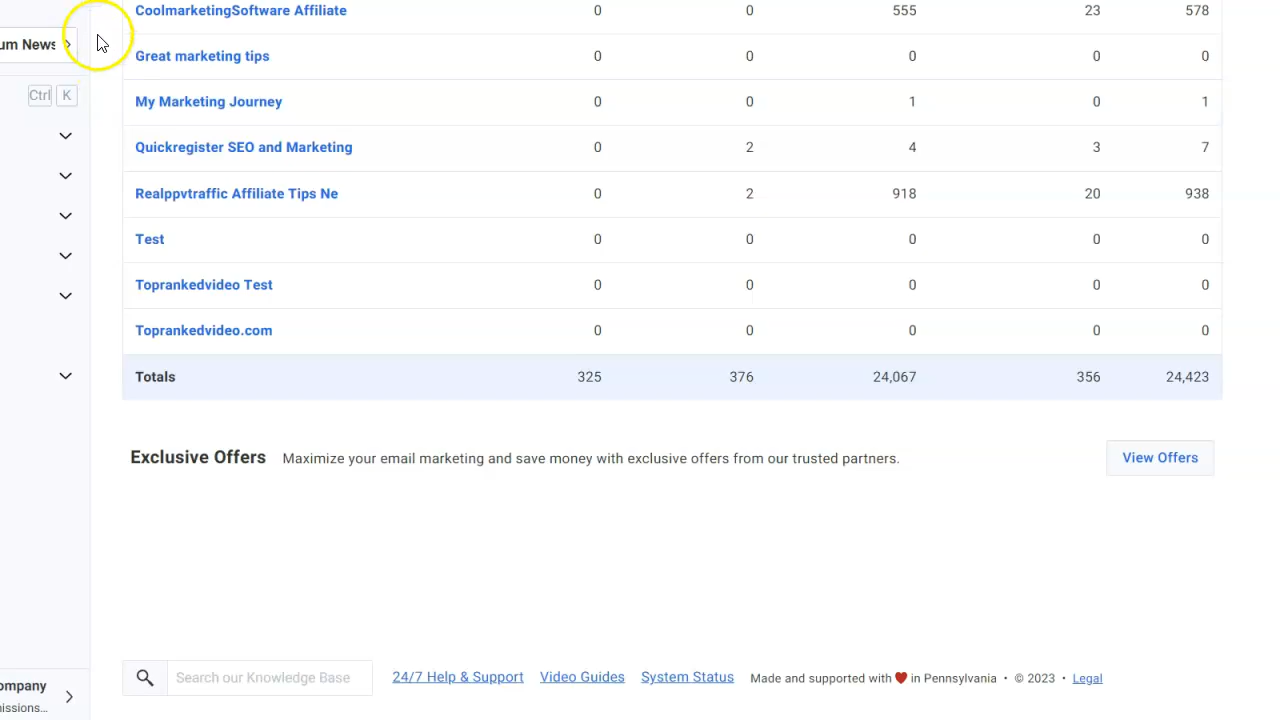 CoolmarketingSoftware Affiliate 0 0 555 23 578
um News
Great marketing tips 0 0 0 0 0
Ctrl K
My Marketing Journey 0 0 1 0 1
Quickregister SEO and Marketing 0 2 4 3 7
Realppvtraffic Affiliate Tips Ne 0 2 918 20 938
Test 0 0 0 0 0
Toprankedvideo Test 0 0 0 0 0
Toprankedvideo.com 0 0 0 0 0
Totals 325 376 24,067 356 24,423
Exclusive Offers Maximize your email marketing and save money with exclusive offers from our trusted partners. View Offers
Search our Knowledge Base 24/7 Help & Support Video Guides System Status Made and supported with ❤ in Pennsylvania • © 2023 • Legal
ompany
nissions...